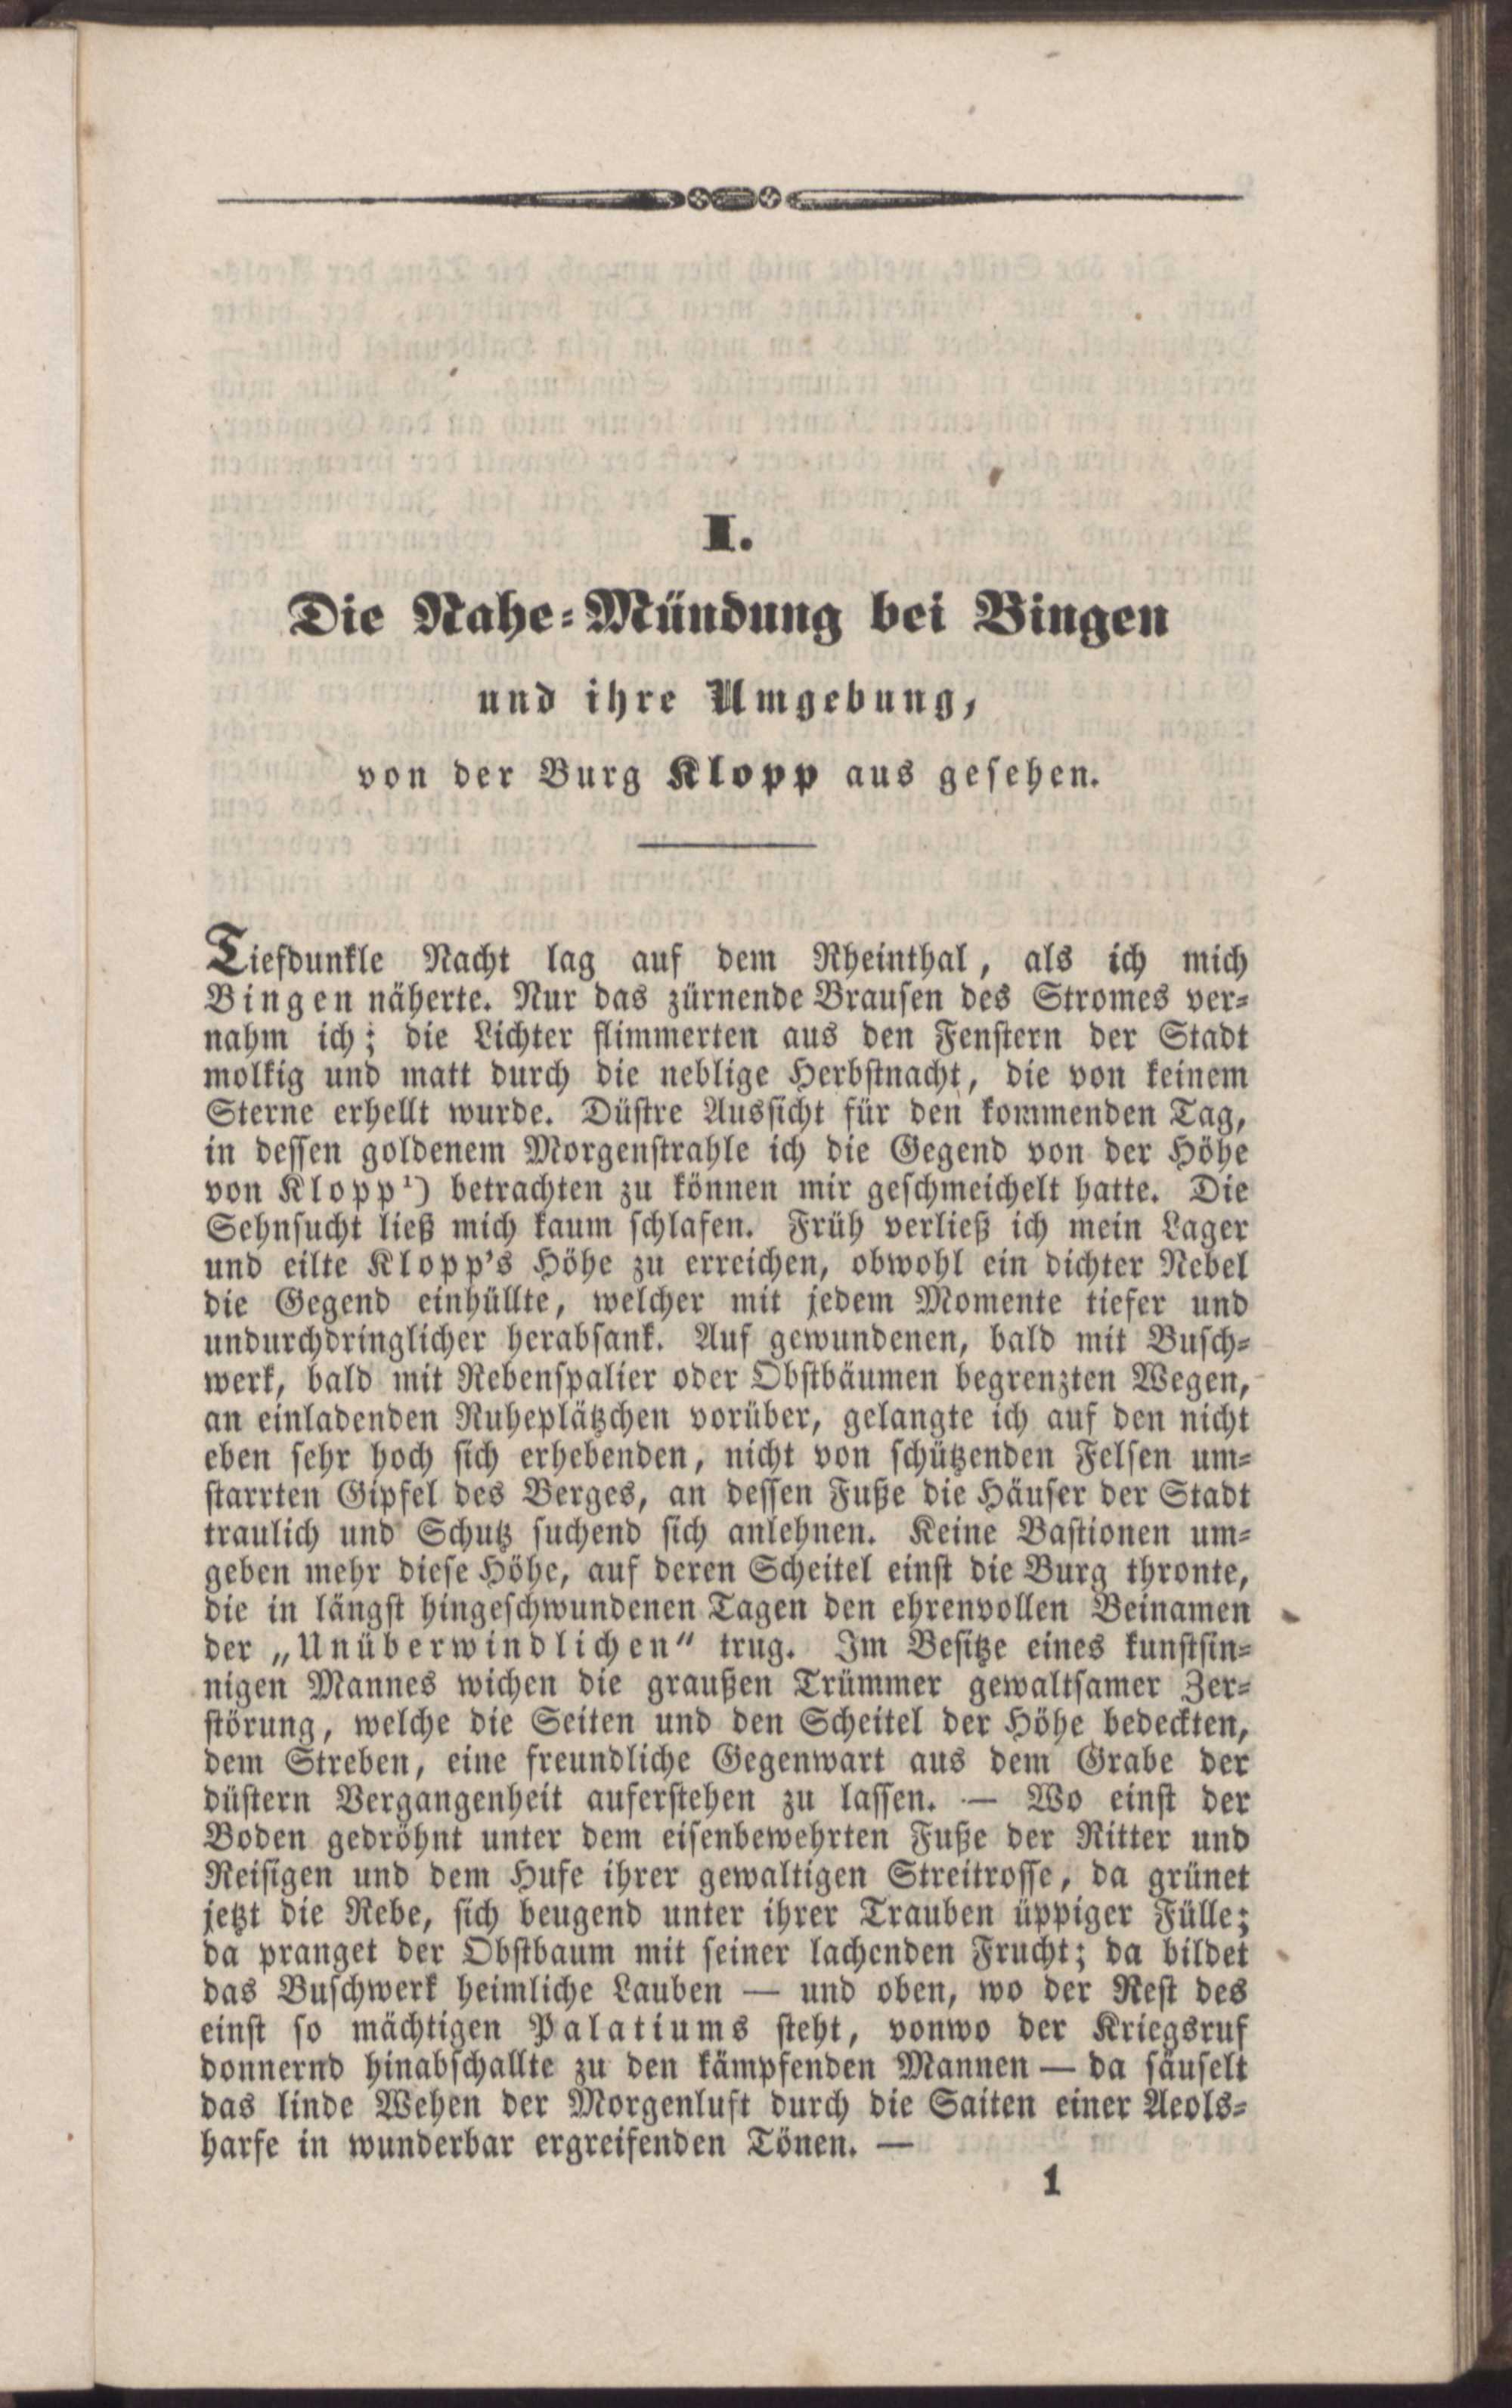 I.
Die Nahe-Mündung bei Bingen
und ihre Umgebung,
von der Burg Klopp aus gesehen.
Tiefdunkle Nacht lag auf dem Rheinthal, als ich mich
Bingen näherte. Nur das zürnende Brausen des Stromes ver-
nahm ich; die Lichter flimmerten aus den Fenstern der Stadt
molkig und matt durch die neblige Herbstnacht, die von keinem
Sterne erhellt wurde. Düstre Aussicht für den kommenden Tag,
in dessen goldenem Morgenstrahle ich die Gegend von der Höhe
von Klopp¹) betrachten zu können mir geschmeichelt hatte. Die
Sehnsucht ließ mich kaum schlafen. Früh verließ ich mein Lager
und eilte Klopp's Höhe zu erreichen, obwohl ein dichter Nebel
die Gegend einhüllte, welcher mit jedem Momente tiefer und
undurchdringlicher herabsank. Auf gewundenen, bald mit Busch-
werk, bald mit Rebenspalier oder Obstbäumen begrenzten Wegen,
an einladenden Ruheplätzchen vorüber, gelangte ich auf den nicht
eben sehr hoch sich erhebenden, nicht von schützenden Felsen um-
starrten Gipfel des Berges, an dessen Fuße die Häuser der Stadt
traulich und Schutz suchend sich anlehnen. Keine Bastionen um-
geben mehr diese Höhe, auf deren Scheitel einst die Burg thronte,
die in längst hingeschwundenen Tagen den ehrenvollen Beinamen
der „Unüberwindlichen“ trug. Im Besitze eines kunstsin-
nigen Mannes wichen die graußen Trümmer gewaltsamer Zer-
störung, welche die Seiten und den Scheitel der Höhe bedeckten,
dem Streben, eine freundliche Gegenwart aus dem Grabe der
düstern Vergangenheit auferstehen zu lassen. — Wo einst der
Boden gedröhnt unter dem eisenbewehrten Fuße der Ritter und
Reisigen und dem Hufe ihrer gewaltigen Streitrosse, da grünet
jetzt die Rebe, sich beugend unter ihrer Trauben üppiger Fülle;
da pranget der Obstbaum mit seiner lachenden Frucht; da bildet
das Buschwerk heimliche Lauben — und oben, wo der Rest des
einst so mächtigen Palatiums steht, vonwo der Kriegsruf
donnernd hinabschallte zu den kämpfenden Mannen — da säuselt
das linde Wehen der Morgenluft durch die Saiten einer Aeols-
harfe in wunderbar ergreifenden Tönen. —
1